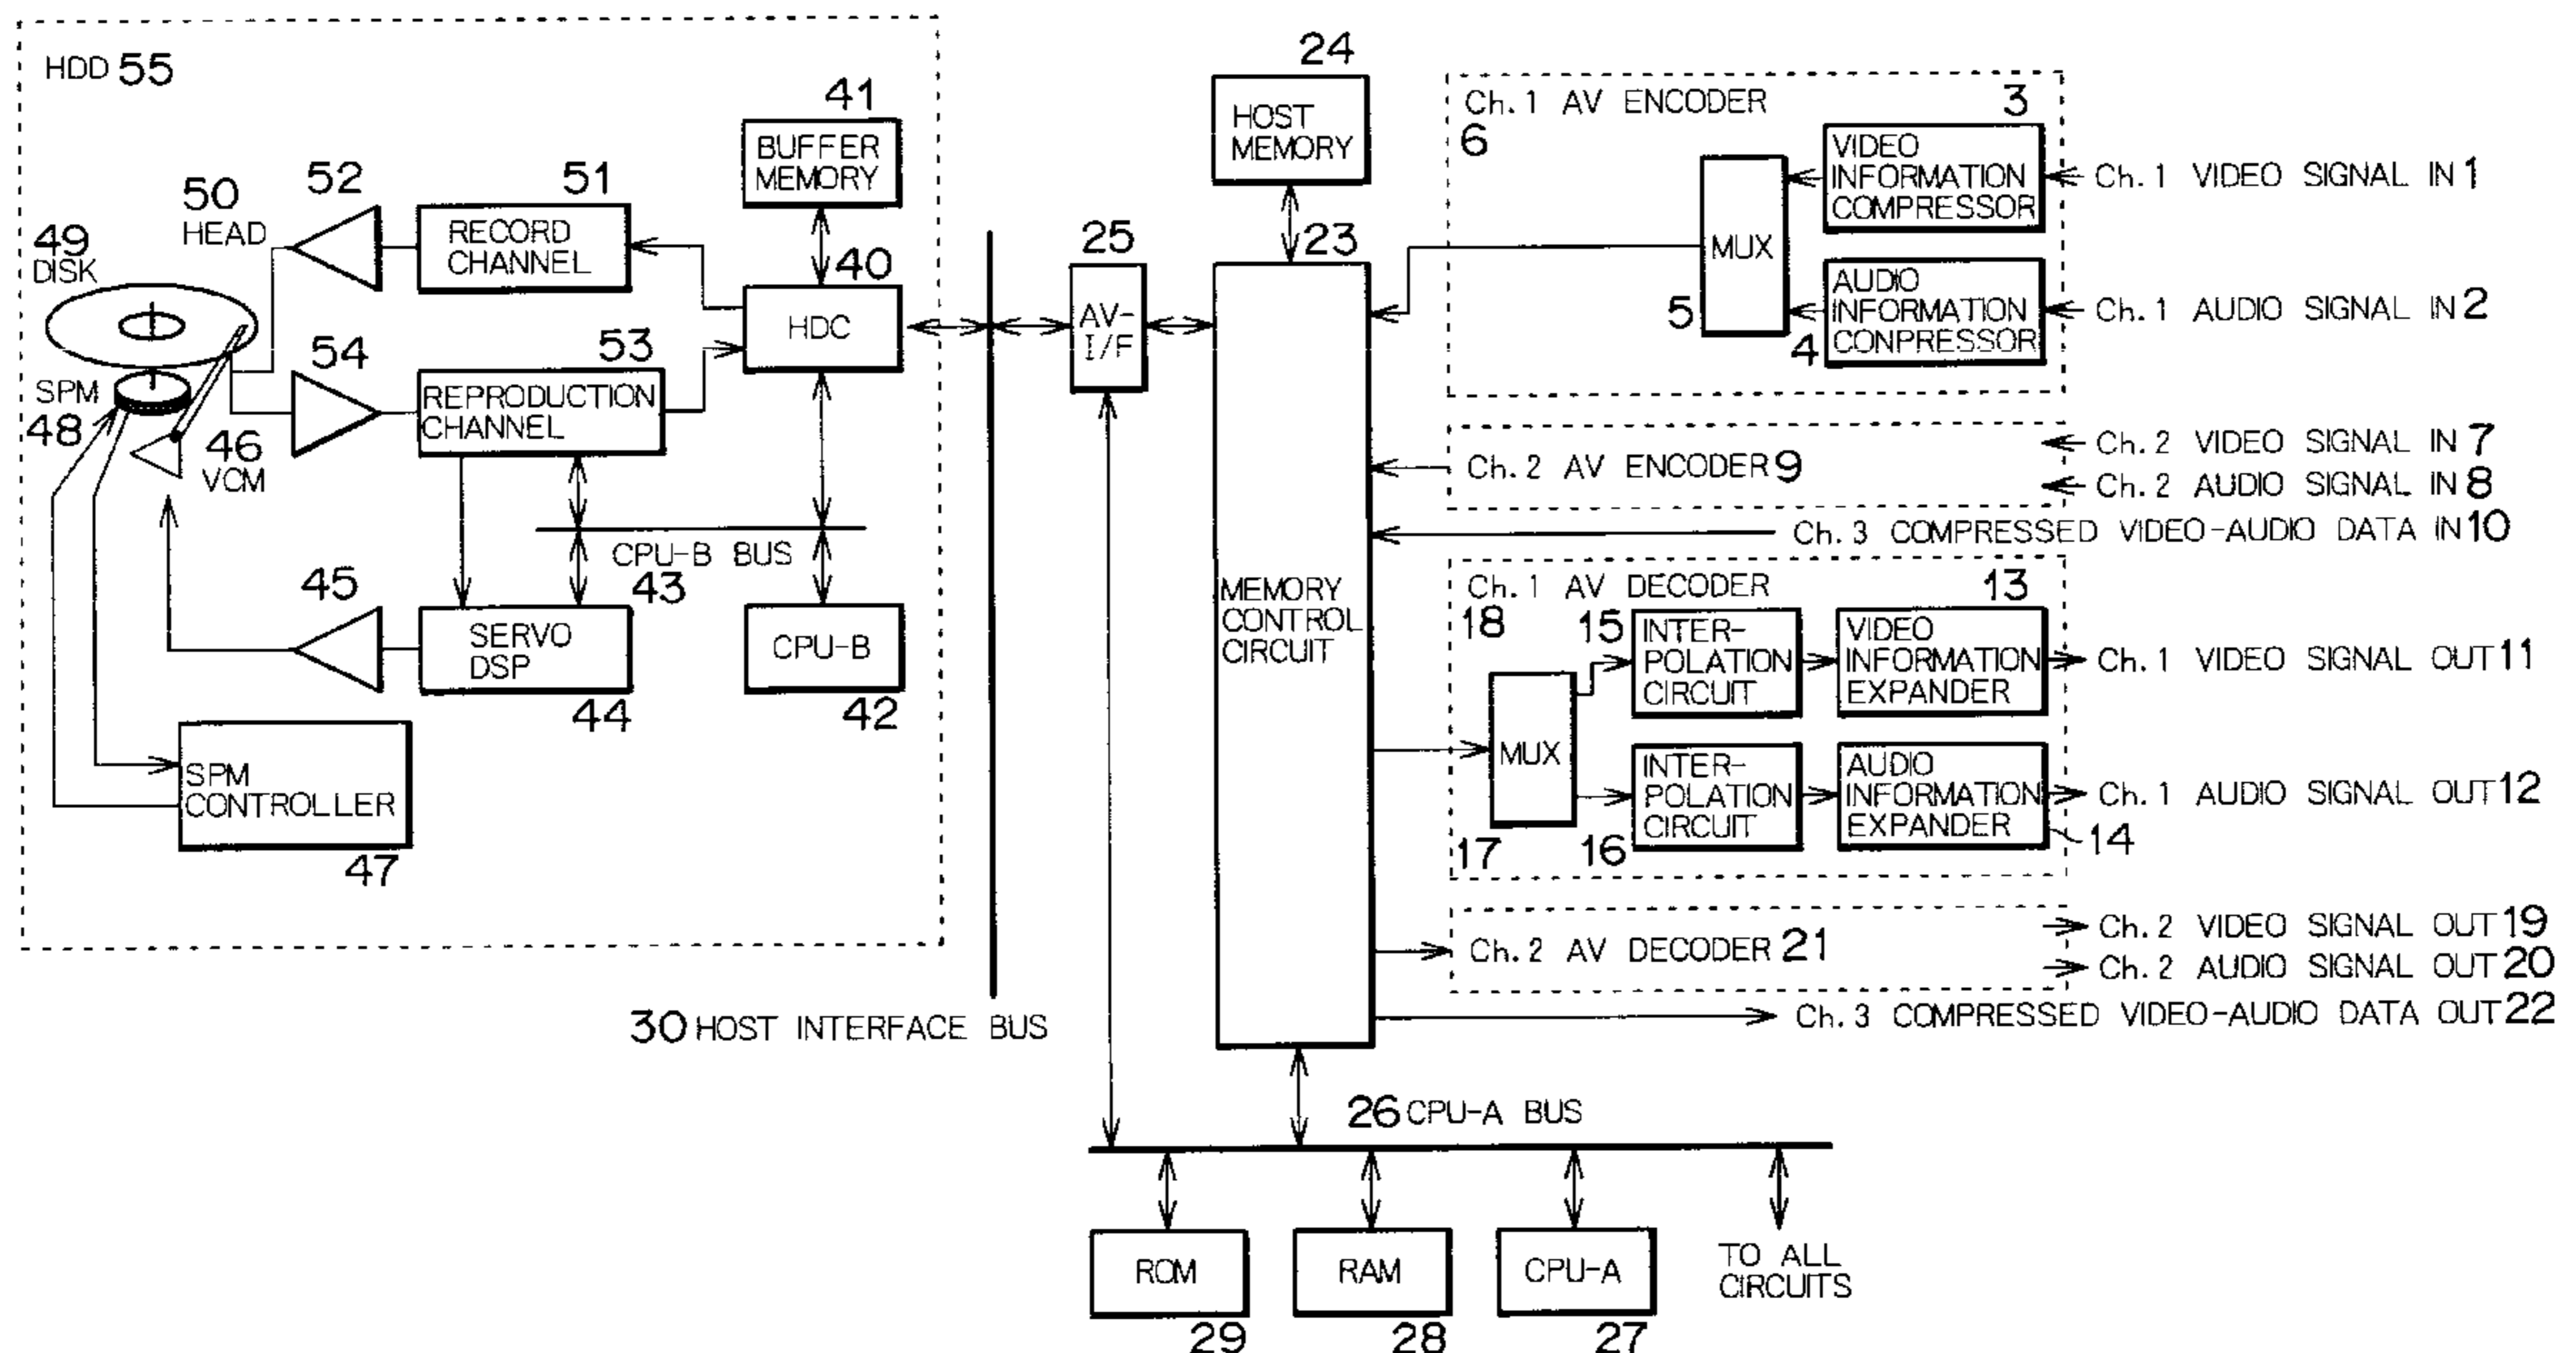 HDD 55
41
BUFFER
MEMORY
50
HEAD
52
51
RECORD
CHANNEL
49
DISK
40
HDC
54
53
REPRODUCTION
CHANNEL
SPM
48
46
VCM
CPU-B BUS
43
45
SERVO
DSP
44
CPU-B
42
SPM
CONTROLLER
47
30 HOST INTERFACE BUS
25
AV-
I/F
24
HOST
MEMORY
23
MEMORY
CONTROL
CIRCUIT
Ch.1 AV ENCODER
6
3
VIDEO
INFORMATION
COMPRESSOR
MUX
5
AUDIO
INFORMATION
CONPRESSOR
4
Ch.1 VIDEO SIGNAL IN 1
Ch.1 AUDIO SIGNAL IN 2
Ch.2 AV ENCODER 9
Ch.2 VIDEO SIGNAL IN 7
Ch.2 AUDIO SIGNAL IN 8
Ch.3 COMPRESSED VIDEO-AUDIO DATA IN 10
Ch.1 AV DECODER
18
15
INTER-
POLATION
CIRCUIT
13
VIDEO
INFORMATION
EXPANDER
Ch.1 VIDEO SIGNAL OUT 11
MUX
17
INTER-
POLATION
CIRCUIT
16
AUDIO
INFORMATION
EXPANDER
14
Ch.1 AUDIO SIGNAL OUT 12
Ch.2 AV DECODER 21
Ch.2 VIDEO SIGNAL OUT 19
Ch.2 AUDIO SIGNAL OUT 20
Ch.3 COMPRESSED VIDEO-AUDIO DATA OUT 22
26 CPU-A BUS
ROM
29
RAM
28
CPU-A
27
TO ALL
CIRCUITS